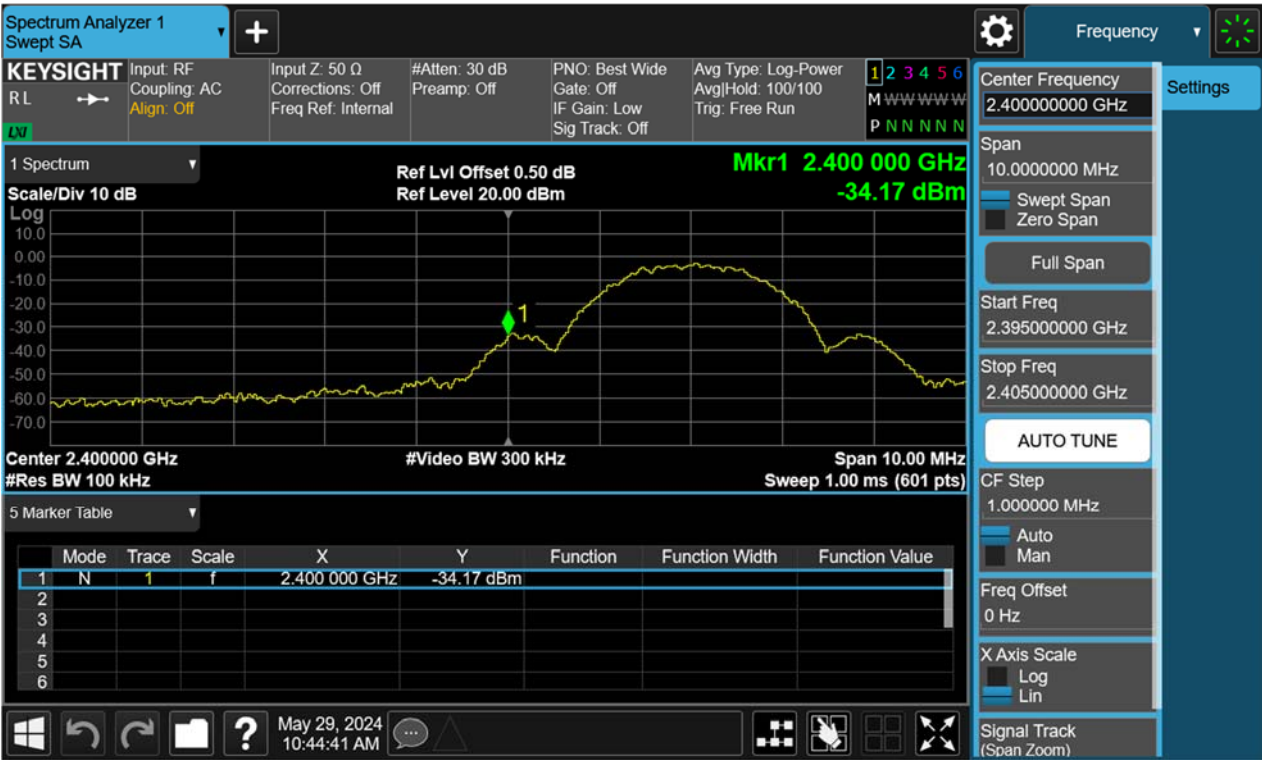 Spectrum Analyzer 1
Swept SA
+
Frequency
KEYSIGHT
R L
LXI
Input: RF
Coupling: AC
Align: Off
Input Z: 50 Ω
Corrections: Off
Freq Ref: Internal
#Atten: 30 dB
Preamp: Off
PNO: Best Wide
Gate: Off
IF Gain: Low
Sig Track: Off
Avg Type: Log-Power
Avg|Hold: 100/100
Trig: Free Run
1 2 3 4 5 6
M W W W W W
P N N N N N
1 Spectrum
Scale/Div 10 dB
Ref Lvl Offset 0.50 dB
Ref Level 20.00 dBm
Mkr1 2.400 000 GHz
-34.17 dBm
Log
10.0
0.00
-10.0
-20.0
-30.0
-40.0
-50.0
-60.0
-70.0
1
Center 2.400000 GHz
#Res BW 100 kHz
#Video BW 300 kHz
Span 10.00 MHz
Sweep 1.00 ms (601 pts)
5 Marker Table
Mode Trace Scale X Y Function Function Width Function Value
1 N 1 f 2.400 000 GHz -34.17 dBm
2
3
4
5
6
May 29, 2024
10:44:41 AM
?
Center Frequency
2.400000000 GHz
Settings
Span
10.0000000 MHz
Swept Span
Zero Span
Full Span
Start Freq
2.395000000 GHz
Stop Freq
2.405000000 GHz
AUTO TUNE
CF Step
1.000000 MHz
Auto
Man
Freq Offset
0 Hz
X Axis Scale
Log
Lin
Signal Track
(Span Zoom)